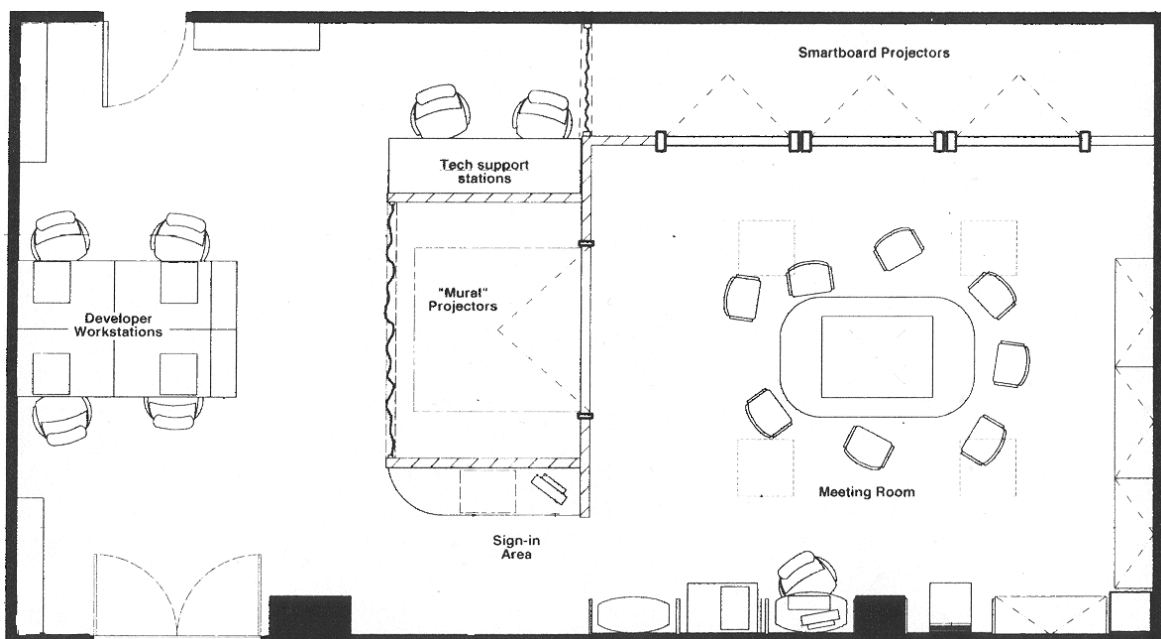 Smartboard Projectors
Tech support
stations
"Mural"
Projectors
Developer
Workstations
Meeting Room
Sign-in
Area